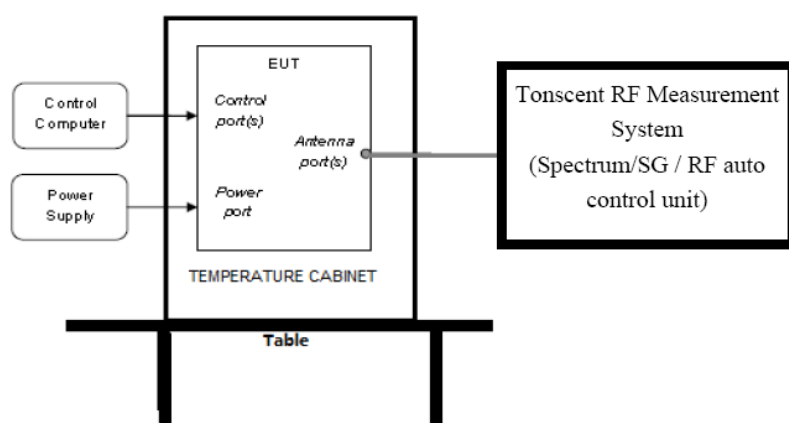 Control
Computer
Power
Supply
EUT
Control
port(s)
Antenna
port(s)
Power
port
TEMPERATURE CABINET
Table
Tonscent RF Measurement
System
(Spectrum/SG / RF auto
control unit)